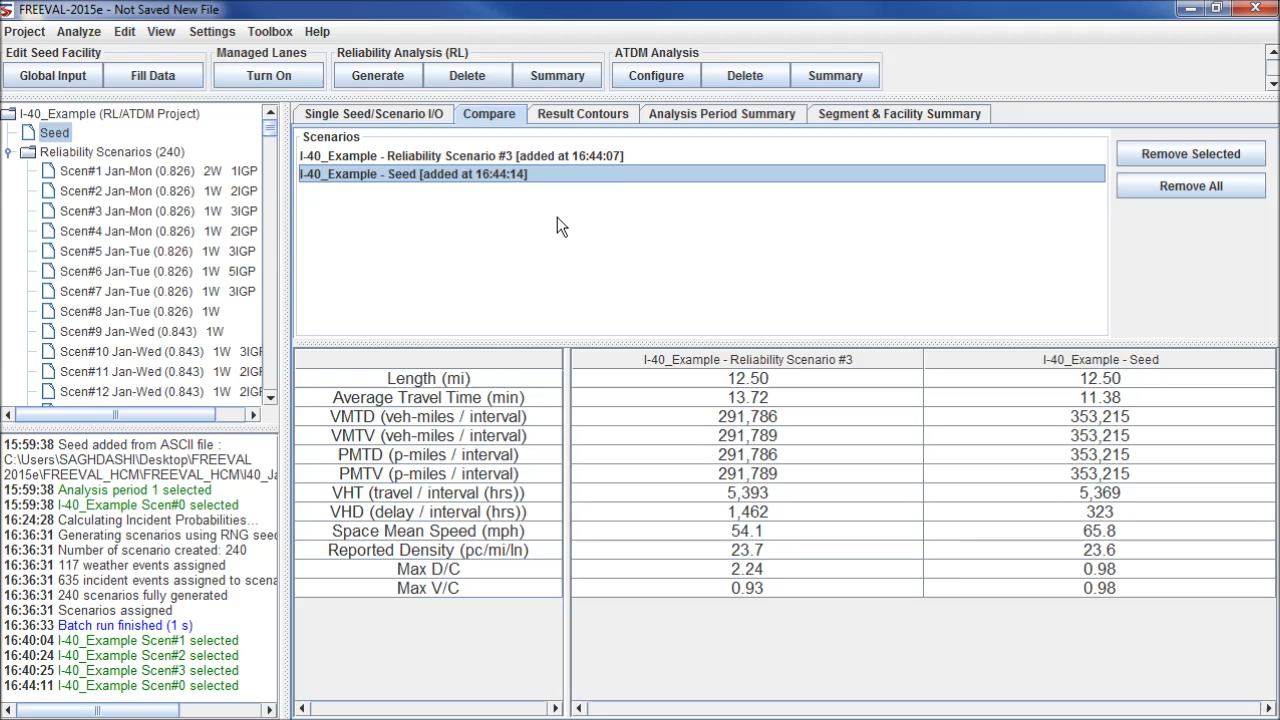 FREEVAL-2015e - Not Saved New File
Project Analyze Edit View Settings Toolbox Help
Edit Seed Facility Managed Lanes Reliability Analysis (RL) ATDM Analysis
Global Input Fill Data Turn On Generate Delete Summary Configure Delete Summary
I-40_Example (RL/ATDM Project)
Seed
Reliability Scenarios (240)
Scen#1 Jan-Mon (0.826) 2W 1IGP
Scen#2 Jan-Mon (0.826) 1W 2IGP
Scen#3 Jan-Mon (0.826) 1W 3IGP
Scen#4 Jan-Mon (0.826) 1W 2IGP
Scen#5 Jan-Tue (0.826) 1W 3IGP
Scen#6 Jan-Tue (0.826) 1W 5IGP
Scen#7 Jan-Tue (0.826) 1W 3IGP
Scen#8 Jan-Tue (0.826) 1W
Scen#9 Jan-Wed (0.843) 1W
Scen#10 Jan-Wed (0.843) 1W 3IGP
Scen#11 Jan-Wed (0.843) 1W 2IGP
Scen#12 Jan-Wed (0.843) 1W 2IGP
15:59:38 Seed added from ASCII file :
C:\Users\SAGHDASHI\Desktop\FREEVAL
2015e\FREEVAL_HCM\FREEVAL_HCM\I40_Ja
15:59:38 Analysis period 1 selected
15:59:38 I-40_Example Scen#0 selected
16:24:28 Calculating Incident Probabilities...
16:36:31 Generating scenarios using RNG seed
16:36:31 Number of scenario created: 240
16:36:31 117 weather events assigned
16:36:31 635 incident events assigned to scena
16:36:31 240 scenarios fully generated
16:36:31 Scenarios assigned
16:36:33 Batch run finished (1 s)
16:40:04 I-40_Example Scen#1 selected
16:40:24 I-40_Example Scen#2 selected
16:40:25 I-40_Example Scen#3 selected
16:44:11 I-40_Example Scen#0 selected
Single Seed/Scenario I/O Compare Result Contours Analysis Period Summary Segment & Facility Summary
Scenarios
I-40_Example - Reliability Scenario #3 [added at 16:44:07]
I-40_Example - Seed [added at 16:44:14]
Remove Selected
Remove All
I-40_Example - Reliability Scenario #3 I-40_Example - Seed
Length (mi) 12.50 12.50
Average Travel Time (min) 13.72 11.38
VMTD (veh-miles / interval) 291,786 353,215
VMTV (veh-miles / interval) 291,789 353,215
PMTD (p-miles / interval) 291,786 353,215
PMTV (p-miles / interval) 291,789 353,215
VHT (travel / interval (hrs)) 5,393 5,369
VHD (delay / interval (hrs)) 1,462 323
Space Mean Speed (mph) 54.1 65.8
Reported Density (pc/mi/ln) 23.7 23.6
Max D/C 2.24 0.98
Max V/C 0.93 0.98